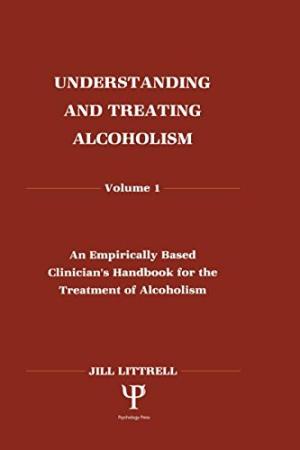 UNDERSTANDING
AND TREATING
ALCOHOLISM
Volume 1
An Empirically Based
Clinician's Handbook for the
Treatment of Alcoholism
JILL LITTRELL
Psychology Press